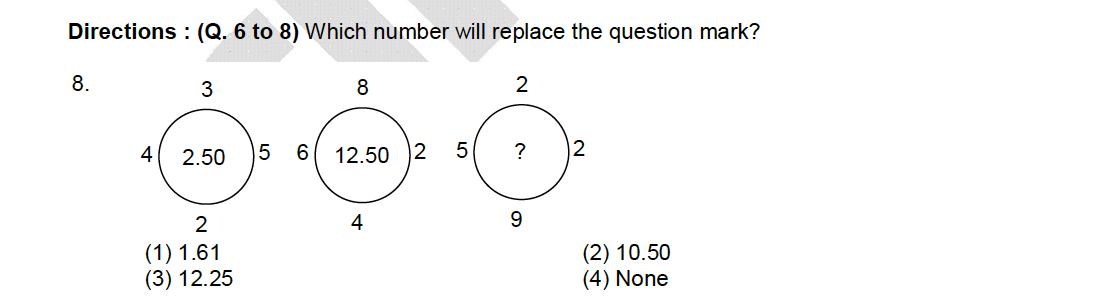 Directions : (Q. 6 to 8) Which number will replace the question mark?
8.
3 8 2
4 2.50 5 6 12.50 2 5 ? 2
2 4 9
(1) 1.61 (2) 10.50
(3) 12.25 (4) None